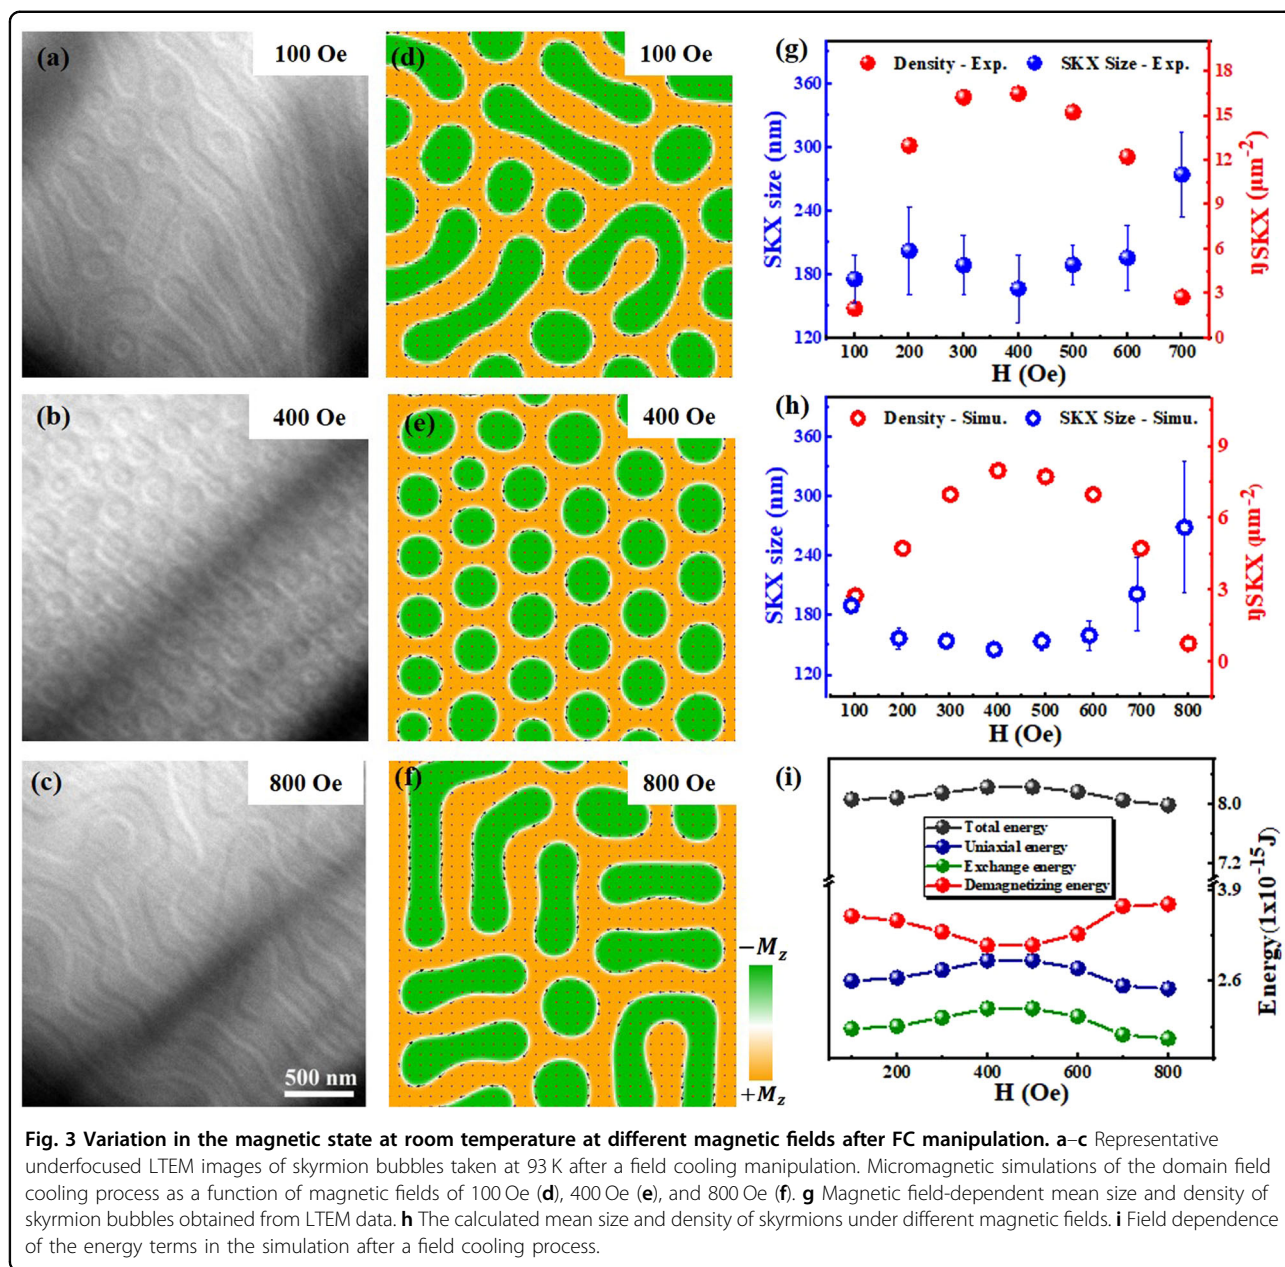 (a)
100 Oe
(d)
100 Oe
(g)
Density - Exp.
SKX Size - Exp.
SKX size (nm)
360
300
240
180
120
18
15
12
9
6
3
0
ŋSKX (µm⁻²)
100 200 300 400 500 600 700
H (Oe)
(b)
400 Oe
(e)
400 Oe
(h)
Density - Simu.
SKX Size - Simu.
SKX size (nm)
360
300
240
180
120
9
6
3
0
ŋSKX (µm⁻²)
100 200 300 400 500 600 700 800
H (Oe)
(c)
800 Oe
500 nm
(f)
800 Oe
−Mz
+Mz
(i)
Total energy
Uniaxial energy
Exchange energy
Demagnetizing energy
8.0
7.2
3.9
2.6
Energy(1x10⁻¹⁵J)
200 400 600 800
H (Oe)
Fig. 3 Variation in the magnetic state at room temperature at different magnetic fields after FC manipulation. a–c Representative
underfocused LTEM images of skyrmion bubbles taken at 93 K after a field cooling manipulation. Micromagnetic simulations of the domain field
cooling process as a function of magnetic fields of 100 Oe (d), 400 Oe (e), and 800 Oe (f). g Magnetic field-dependent mean size and density of
skyrmion bubbles obtained from LTEM data. h The calculated mean size and density of skyrmions under different magnetic fields. i Field dependence
of the energy terms in the simulation after a field cooling process.